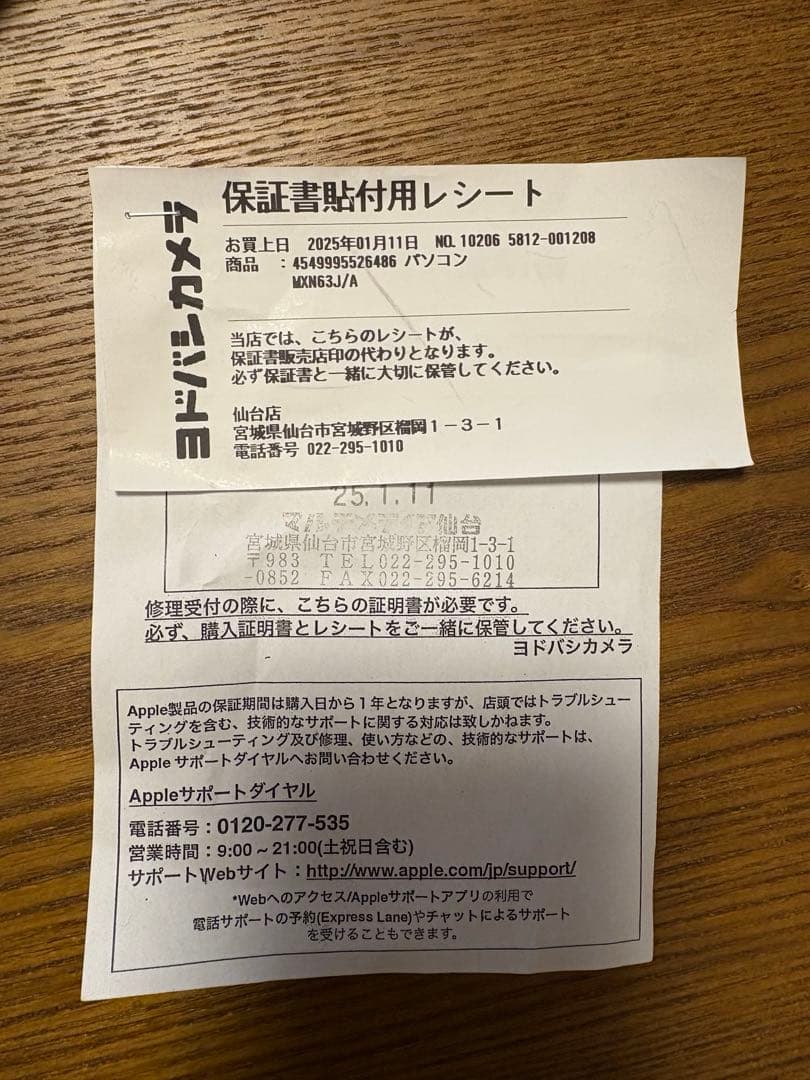 ヨドバシカメラ
保証書貼付用レシート
お買上日 2025年01月11日 NO.10206 5812-001208
商品 :4549995526486 パソコン
MXN63J/A
当店では、こちらのレシートが、
保証書販売店印の代わりとなります。
必ず保証書と一緒に大切に保管してください。
仙台店
宮城県仙台市宮城野区榴岡1-3-1
電話番号 022-295-1010
25.1.11
マルチメディア仙台
宮城県仙台市宮城野区榴岡1-3-1
〒983 TEL022-295-1010
-0852 FAX022-295-6214
修理受付の際に、こちらの証明書が必要です。
必ず、購入証明書とレシートをご一緒に保管してください。
ヨドバシカメラ
Apple製品の保証期間は購入日から1年となりますが、店頭ではトラブルシュー
ティングを含む、技術的なサポートに関する対応は致しかねます。
トラブルシューティング及び修理、使い方などの、技術的なサポートは、
Apple サポートダイヤルへお問い合わせください。
Appleサポートダイヤル
電話番号：0120-277-535
営業時間：9:00～21:00(土祝日含む)
サポートWebサイト：http://www.apple.com/jp/support/
*Webへのアクセス/Appleサポートアプリの利用で
電話サポートの予約(Express Lane)やチャットによるサポート
を受けることもできます。